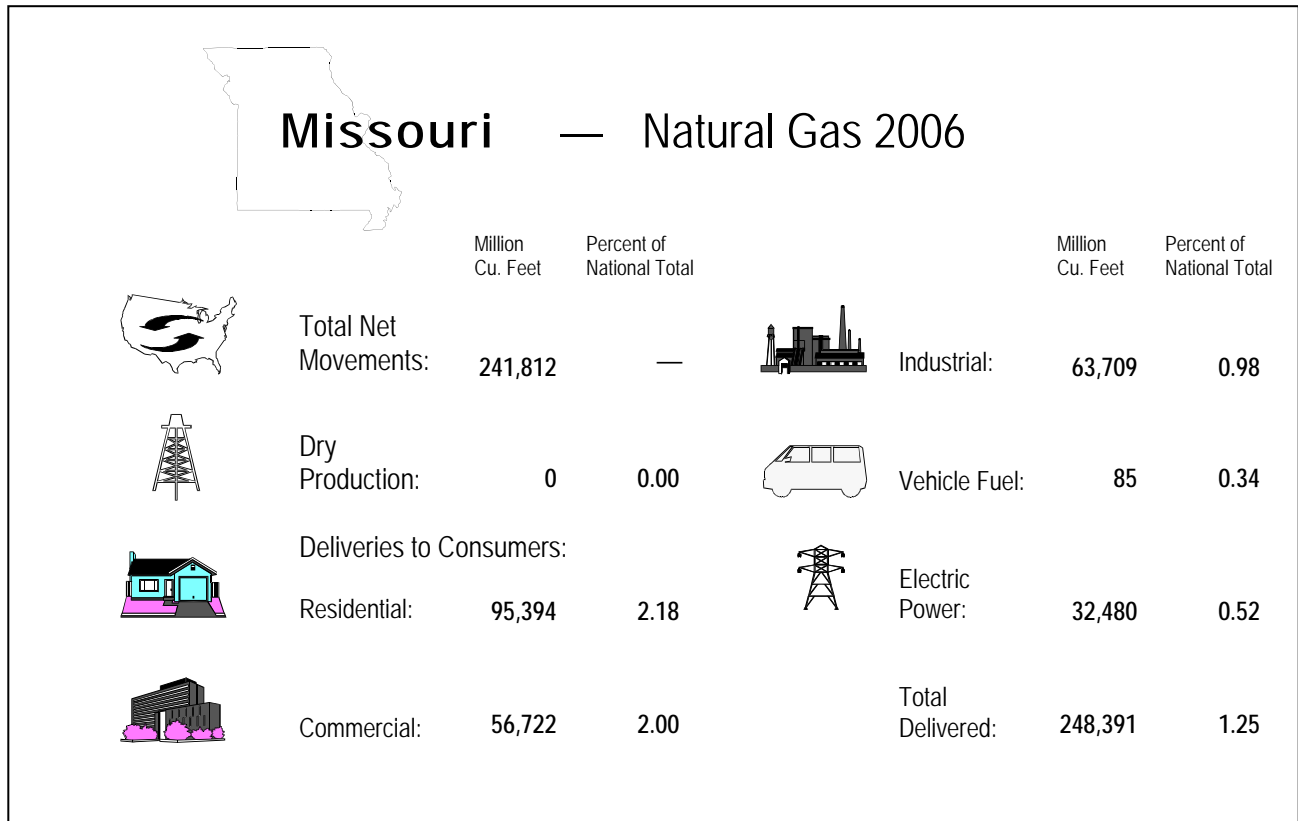 Missouri — Natural Gas 2006
Million Percent of
Cu. Feet National Total
Total Net
Movements: 241,812 —
Dry
Production: 0 0.00
Deliveries to Consumers:
Residential: 95,394 2.18
Commercial: 56,722 2.00
Million Percent of
Cu. Feet National Total
Industrial: 63,709 0.98
Vehicle Fuel: 85 0.34
Electric
Power: 32,480 0.52
Total
Delivered: 248,391 1.25